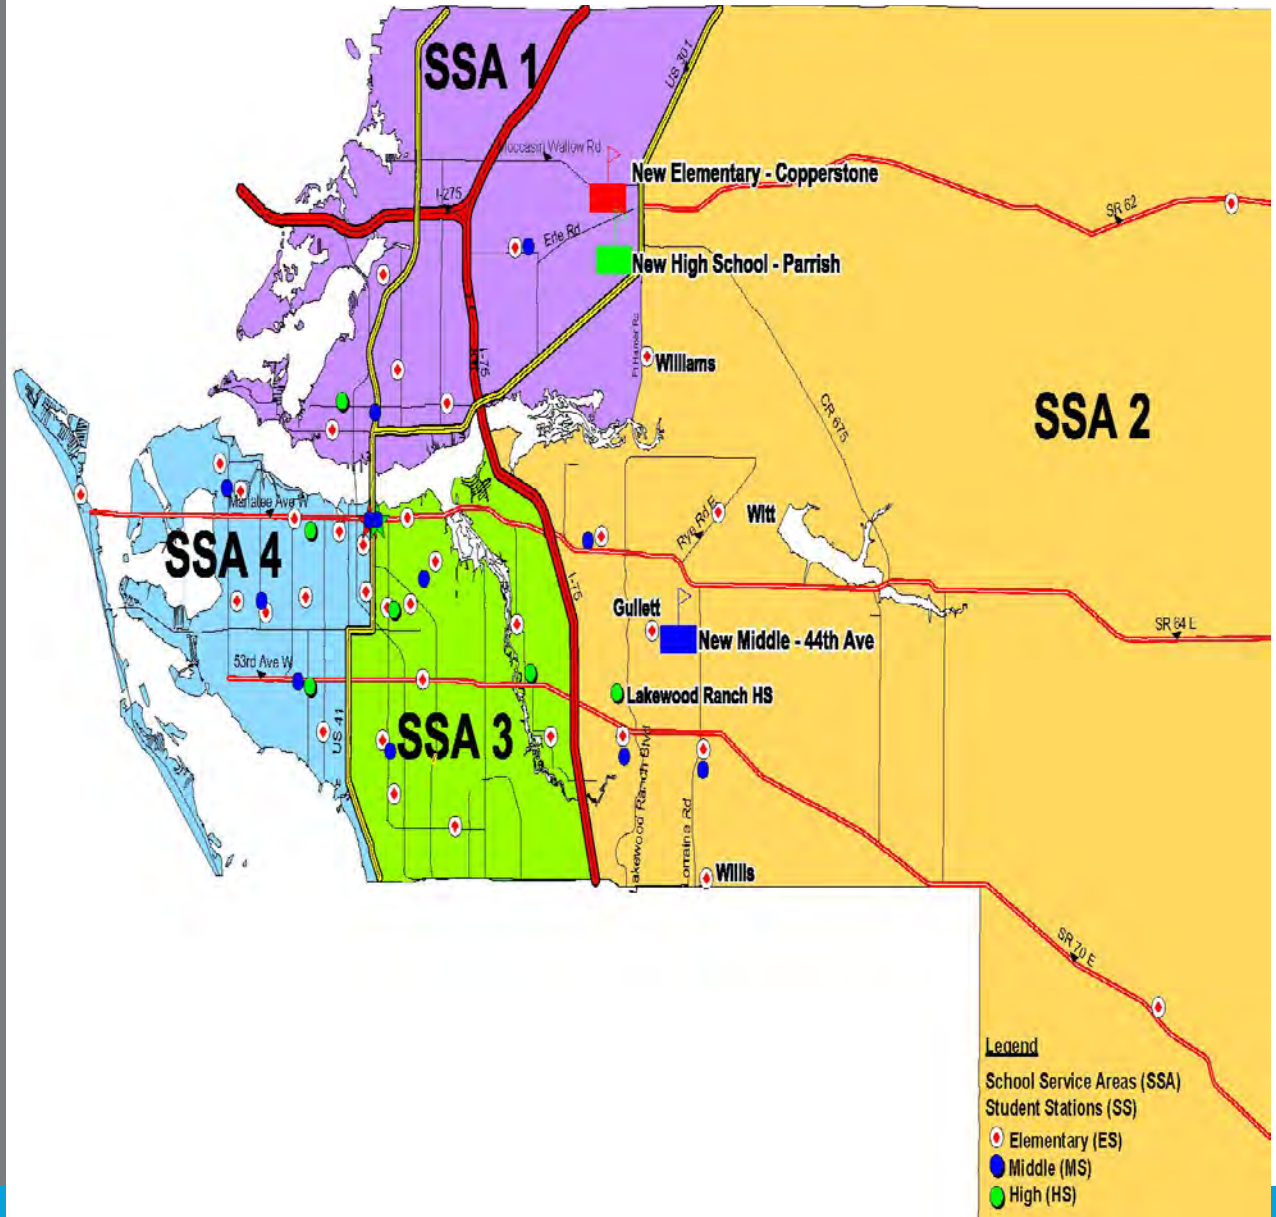 SSA 1
US 301
Moccasin Wallow Rd
New Elementary - Copperstone
I-275
SR 62
Erie Rd
New High School - Parrish
Ft Hamer Rd
I-75
Williams
CR 675
SSA 2
Manatee Ave W
Rye Rd E
Witt
SSA 4
I-75
Gullett
SR 64 E
New Middle - 44th Ave
53rd Ave W
Lakewood Ranch HS
US 41
SSA 3
Lakewood Ranch Blvd
Lorraine Rd
Willis
SR 70 E
Legend
School Service Areas (SSA)
Student Stations (SS)
Elementary (ES)
Middle (MS)
High (HS)